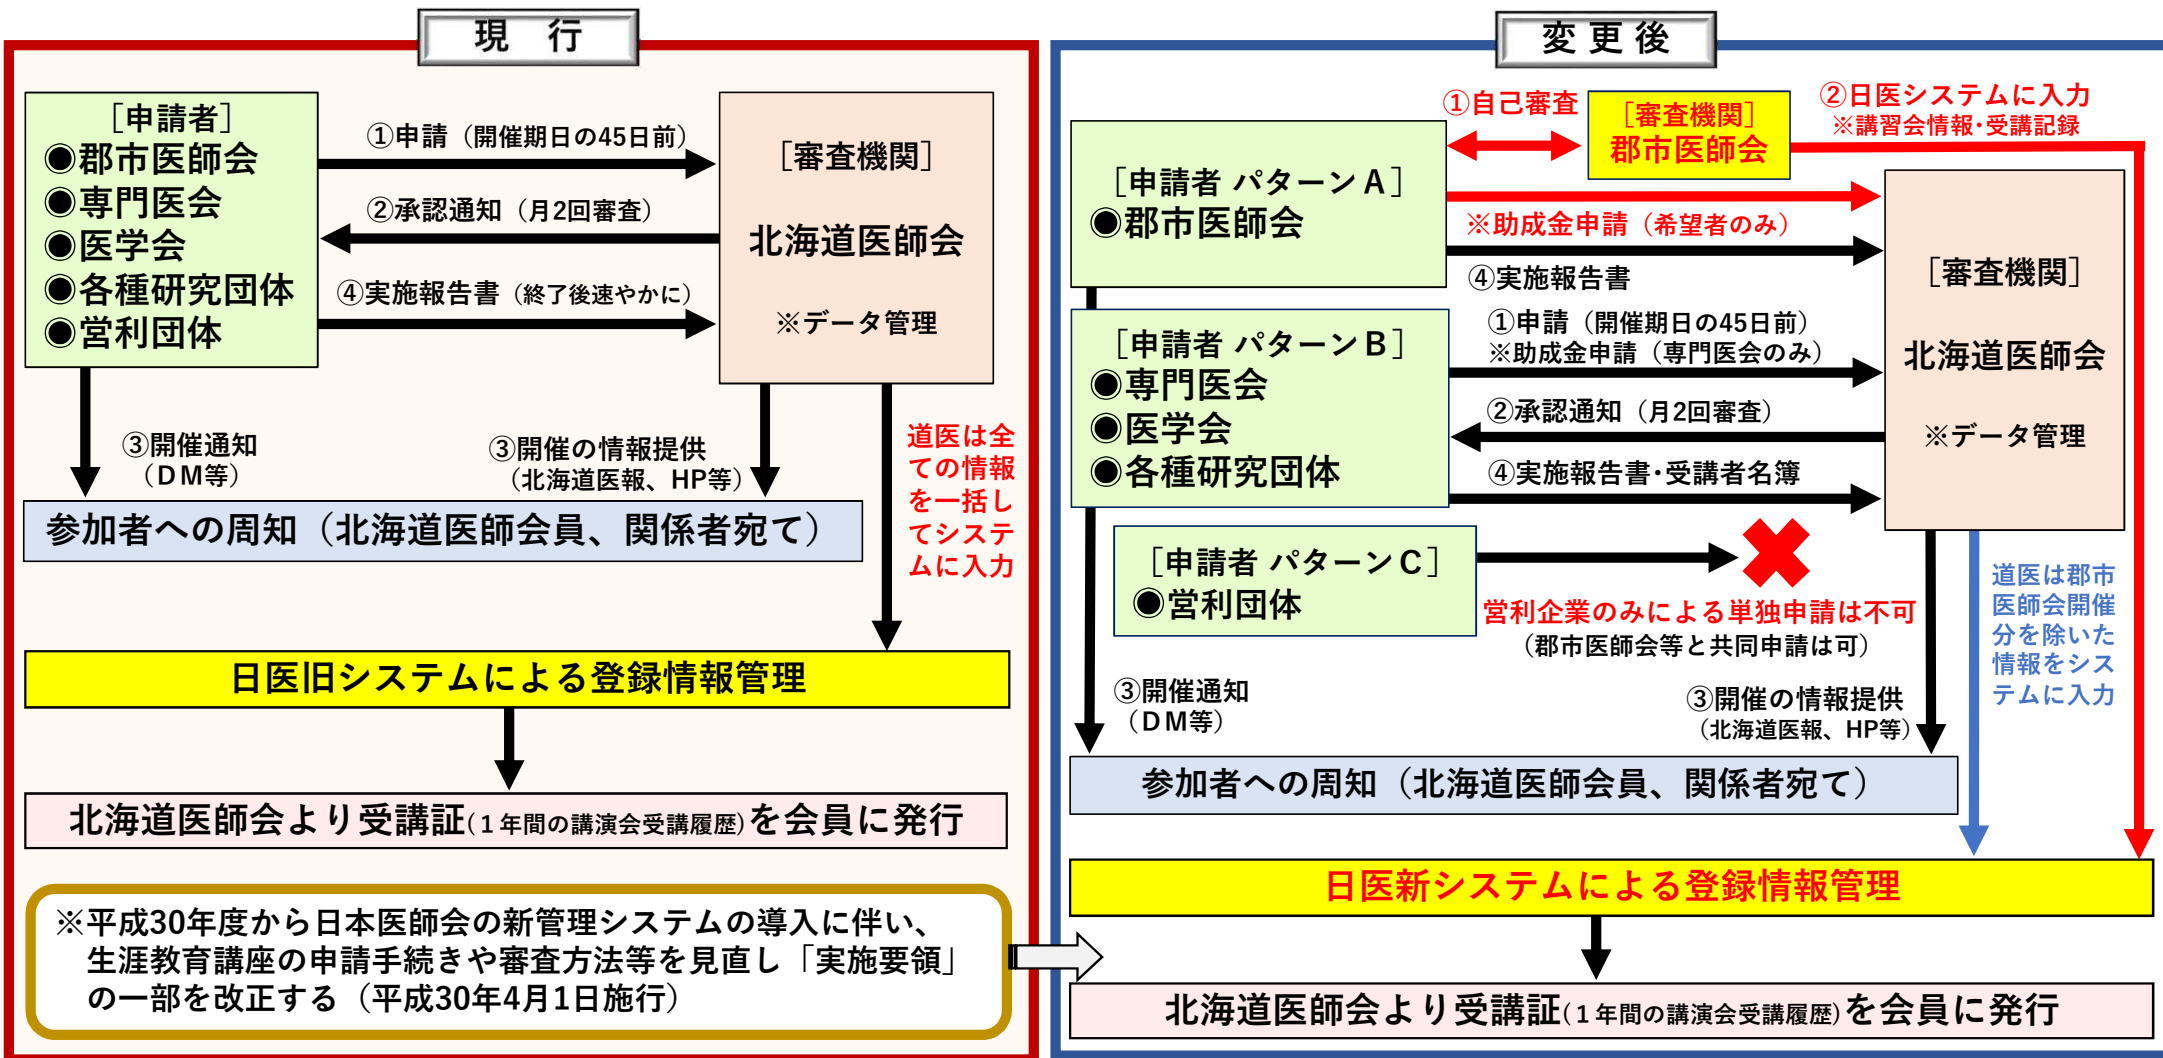 現　行
［申請者］
◉郡市医師会
◉専門医会
◉医学会
◉各種研究団体
◉営利団体
①申請（開催期日の45日前）
②承認通知（月2回審査）
④実施報告書（終了後速やかに）
［審査機関］
北海道医師会
※データ管理
③開催通知
（DM等）
③開催の情報提供
（北海道医報、HP等）
道医は全
ての情報
を一括し
てシステ
ムに入力
参加者への周知（北海道医師会員、関係者宛て）
日医旧システムによる登録情報管理
北海道医師会より受講証(１年間の講演会受講履歴)を会員に発行
※平成30年度から日本医師会の新管理システムの導入に伴い、
生涯教育講座の申請手続きや審査方法等を見直し「実施要領」
の一部を改正する（平成30年4月1日施行）
変更後
①自己審査
［審査機関］
郡市医師会
②日医システムに入力
※講習会情報・受講記録
［申請者 パターンＡ］
◉郡市医師会
※助成金申請（希望者のみ）
④実施報告書
［申請者 パターンＢ］
◉専門医会
◉医学会
◉各種研究団体
①申請（開催期日の45日前）
※助成金申請（専門医会のみ）
②承認通知（月2回審査）
④実施報告書・受講者名簿
［審査機関］
北海道医師会
※データ管理
［申請者 パターンＣ］
◉営利団体
営利企業のみによる単独申請は不可
（郡市医師会等と共同申請は可）
道医は郡市
医師会開催
分を除いた
情報をシス
テムに入力
③開催通知
（DM等）
③開催の情報提供
（北海道医報、HP等）
参加者への周知（北海道医師会員、関係者宛て）
日医新システムによる登録情報管理
北海道医師会より受講証(１年間の講演会受講履歴)を会員に発行